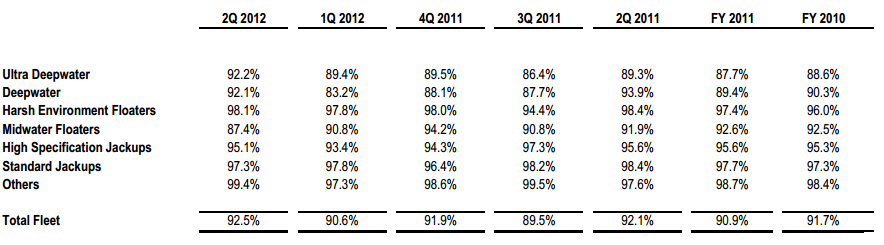 2Q 2012 1Q 2012 4Q 2011 3Q 2011 2Q 2011 FY 2011 FY 2010
Ultra Deepwater 92.2% 89.4% 89.5% 86.4% 89.3% 87.7% 88.6%
Deepwater 92.1% 83.2% 88.1% 87.7% 93.9% 89.4% 90.3%
Harsh Environment Floaters 98.1% 97.8% 98.0% 94.4% 98.4% 97.4% 96.0%
Midwater Floaters 87.4% 90.8% 94.2% 90.8% 91.9% 92.6% 92.5%
High Specification Jackups 95.1% 93.4% 94.3% 97.3% 95.6% 95.6% 95.3%
Standard Jackups 97.3% 97.8% 96.4% 98.2% 98.4% 97.7% 97.3%
Others 99.4% 97.3% 98.6% 99.5% 97.6% 98.7% 98.4%
Total Fleet 92.5% 90.6% 91.9% 89.5% 92.1% 90.9% 91.7%